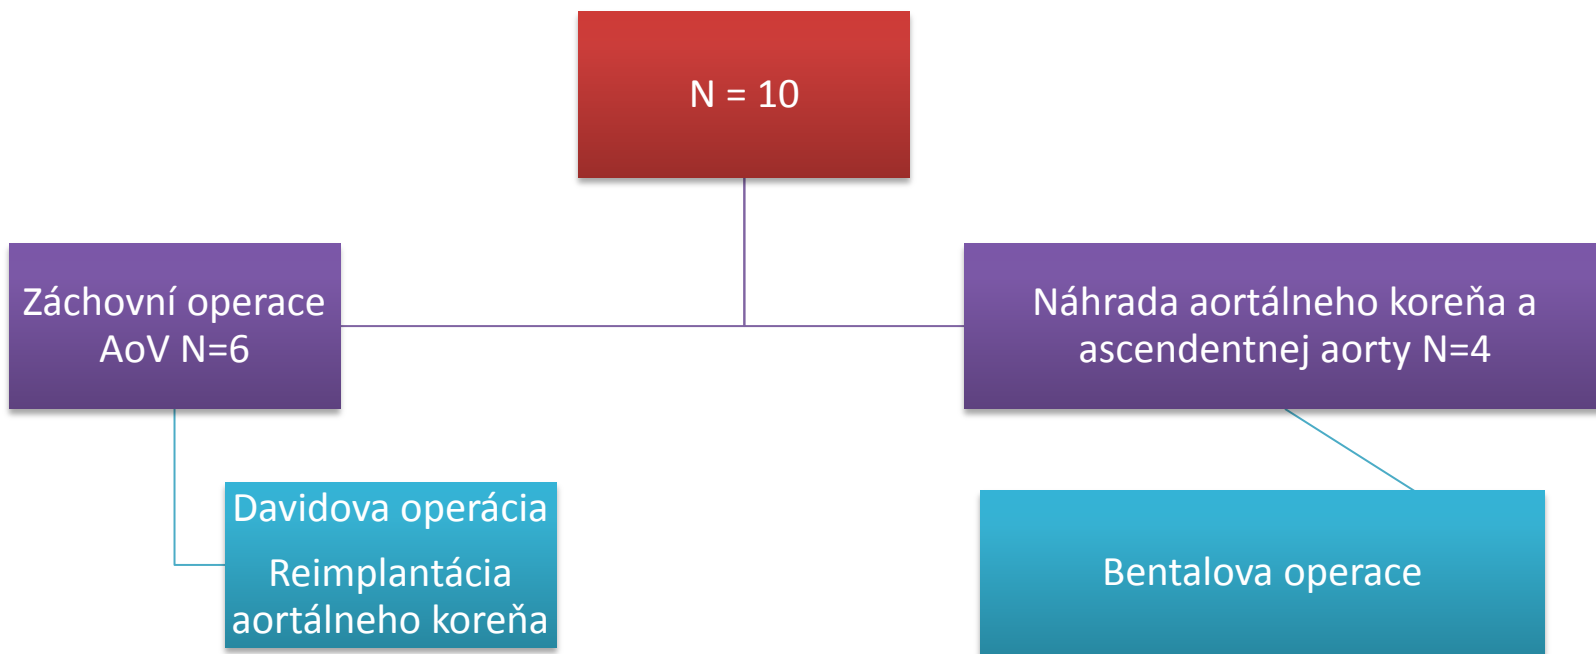 N = 10
Záchovní operace
AoV N=6
Náhrada aortálneho koreňa a
ascendentnej aorty N=4
Davidova operácia
Reimplantácia
aortálneho koreňa
Bentalova operace